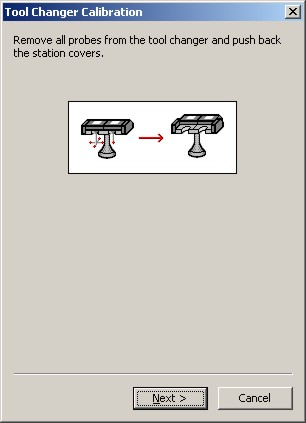 Tool Changer Calibration
Remove all probes from the tool changer and push back
the station covers.
Next >
Cancel